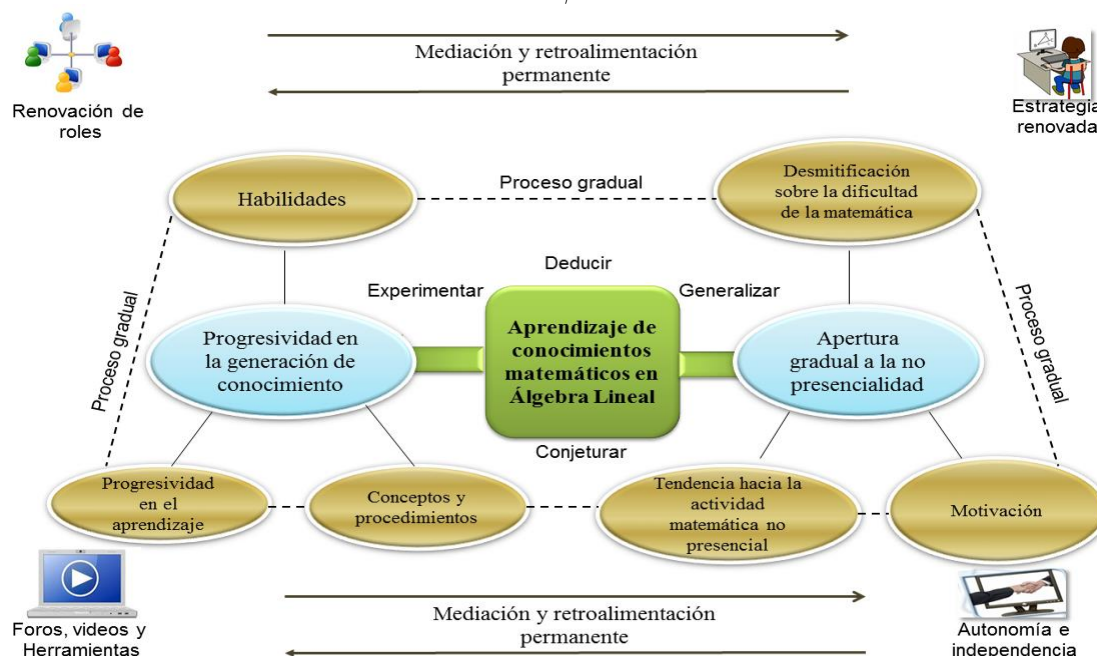 Mediación y retroalimentación
permanente
Renovación de
roles
Estrategia
renovada
Habilidades
Proceso gradual
Desmitificación
sobre la dificultad
de la matemática
Proceso gradual
Deducir
Experimentar
Generalizar
Proceso gradual
Progresividad en
la generación de
conocimiento
Aprendizaje de
conocimientos
matemáticos en
Álgebra Lineal
Apertura
gradual a la no
presencialidad
Conjeturar
Progresividad
en el
aprendizaje
Conceptos y
procedimientos
Tendencia hacia la
actividad
matemática no
presencial
Motivación
Foros, videos y
Herramientas
Mediación y retroalimentación
permanente
Autonomía e
independencia